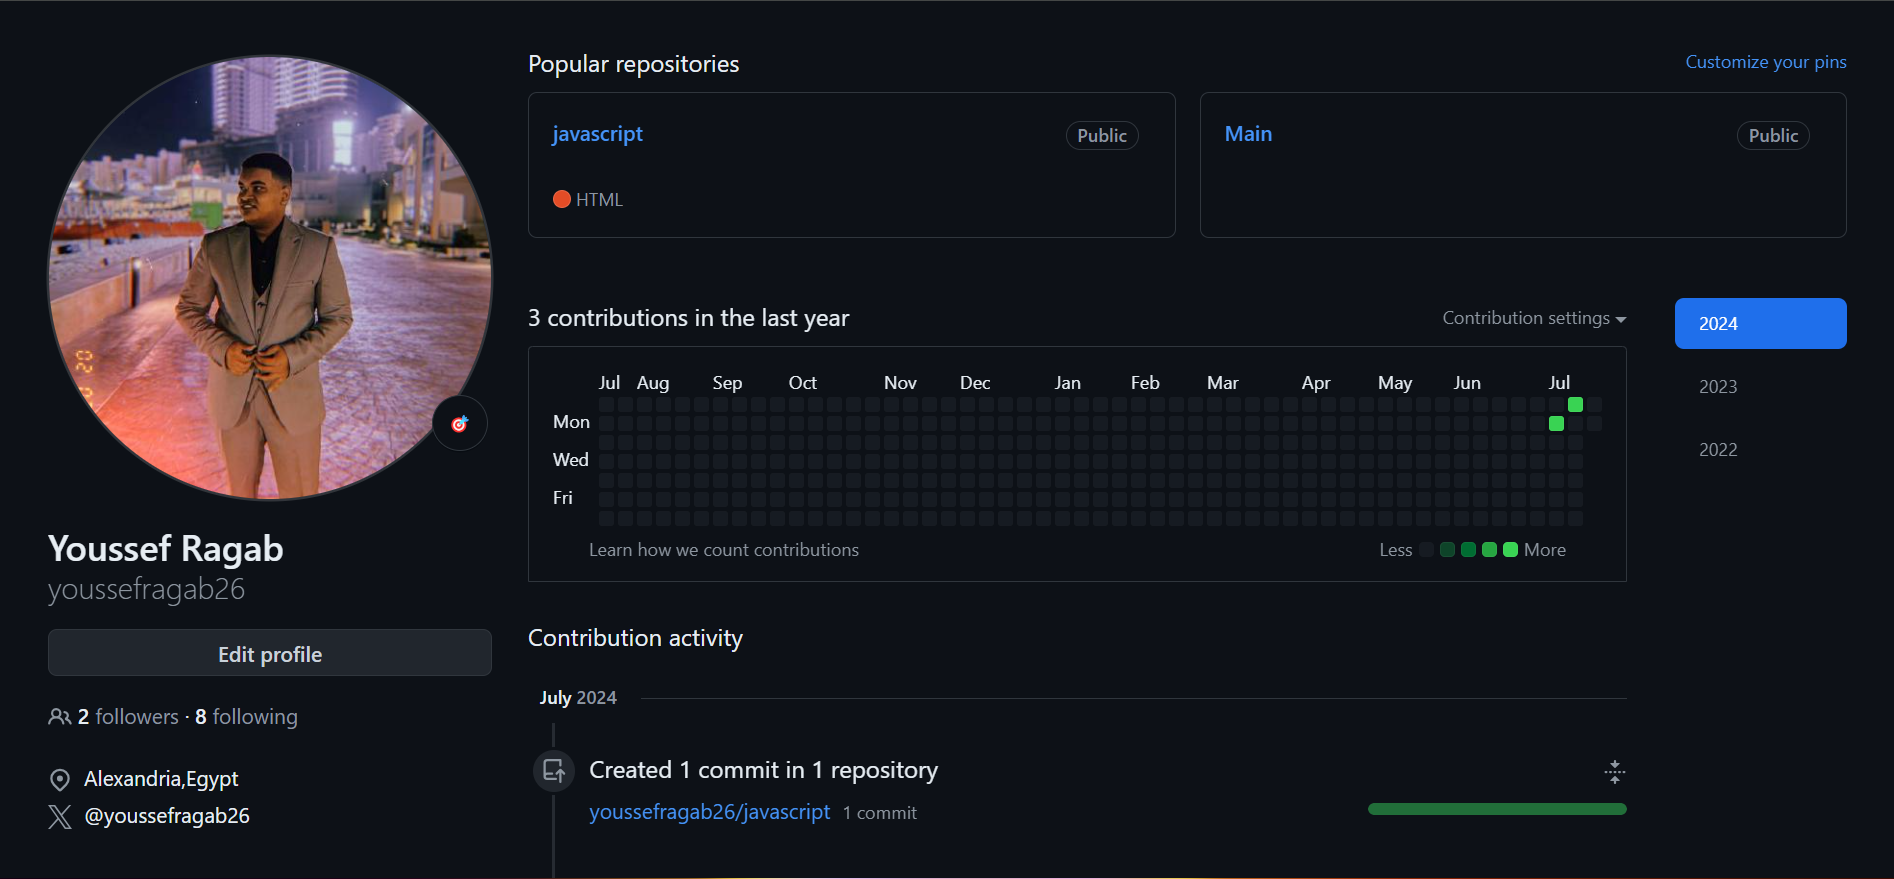 Popular repositories
Customize your pins
javascript
Public
HTML
Main
Public
3 contributions in the last year
Contribution settings
2024
2023
2022
Jul Aug Sep Oct Nov Dec Jan Feb Mar Apr May Jun Jul
Mon
Wed
Fri
Learn how we count contributions
Less More
Contribution activity
July 2024
Created 1 commit in 1 repository
youssefragab26/javascript 1 commit
Youssef Ragab
youssefragab26
Edit profile
2 followers · 8 following
Alexandria,Egypt
@youssefragab26